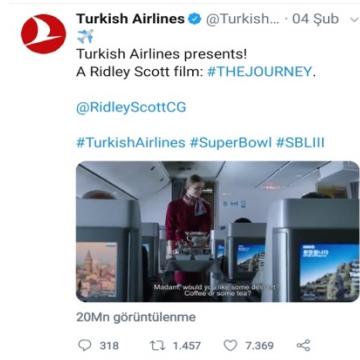 Turkish Airlines @Turkish... · 04 Şub
Turkish Airlines presents!
A Ridley Scott film: #THEJOURNEY.
@RidleyScottCG
#TurkishAirlines #SuperBowl #SBLIII
Madam, would you like some dessert?
Coffee or some tea?
20Mn görüntülenme
318 1.457 7.369